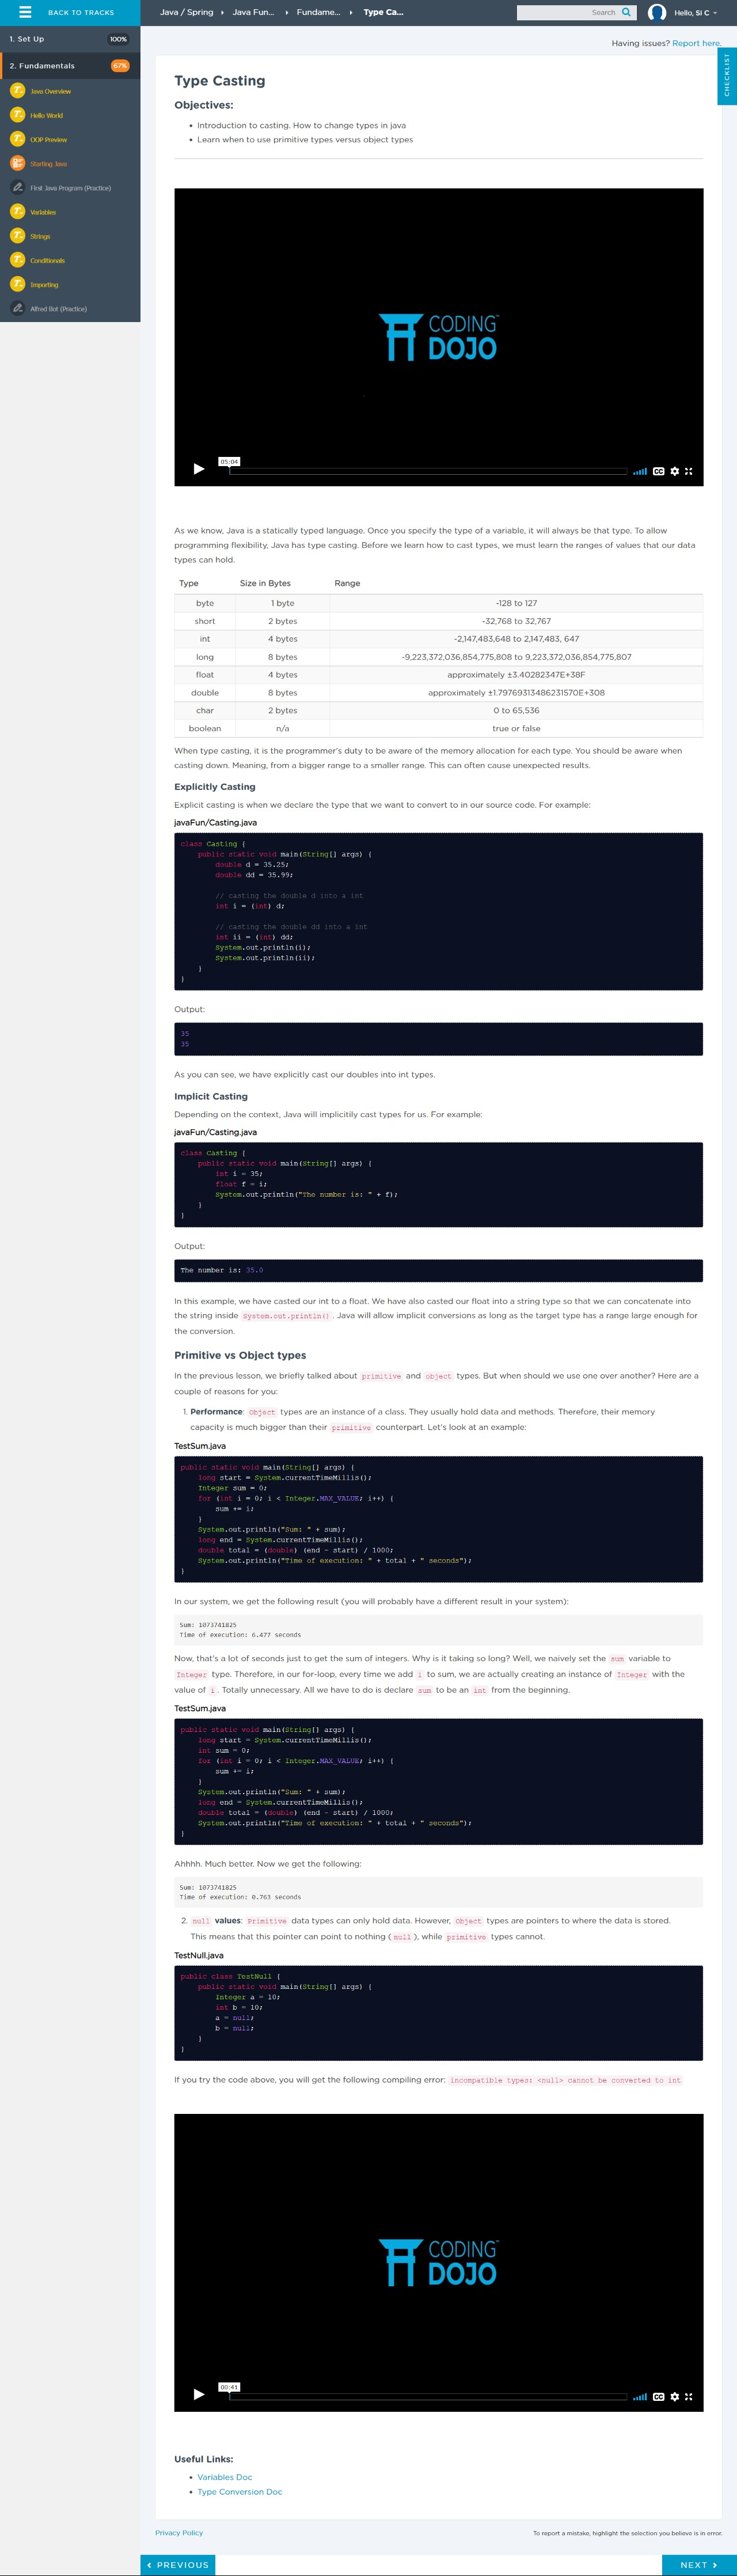 BACK TO TRACKS
Java / Spring
Java Fun...
Fundame...
Type Ca...
Search
Hello, Si C
1. Set Up
100%
2. Fundamentals
67%
Java Overview
Hello World
OOP Preview
Starting Java
First Java Program (Practice)
Variables
Strings
Conditionals
Importing
Alfred Bot (Practice)
Having issues? Report here.
CHECKLIST
Type Casting
Objectives:
• Introduction to casting. How to change types in java
• Learn when to use primitive types versus object types
CODING
DOJO
05:04
CC
As we know, Java is a statically typed language. Once you specify the type of a variable, it will always be that type. To allow
programming flexibility, Java has type casting. Before we learn how to cast types, we must learn the ranges of values that our data
types can hold.
Type Size in Bytes Range
byte 1 byte -128 to 127
short 2 bytes -32,768 to 32,767
int 4 bytes -2,147,483,648 to 2,147,483, 647
long 8 bytes -9,223,372,036,854,775,808 to 9,223,372,036,854,775,807
float 4 bytes approximately ±3.40282347E+38F
double 8 bytes approximately ±1.79769313486231570E+308
char 2 bytes 0 to 65,536
boolean n/a true or false
When type casting, it is the programmer's duty to be aware of the memory allocation for each type. You should be aware when
casting down. Meaning, from a bigger range to a smaller range. This can often cause unexpected results.
Explicitly Casting
Explicit casting is when we declare the type that we want to convert to in our source code. For example:
javaFun/Casting.java
class Casting {
public static void main(String[] args) {
double d = 35.25;
double dd = 35.99;
// casting the double d into a int
int i = (int) d;
// casting the double dd into a int
int ii = (int) dd;
System.out.println(i);
System.out.println(ii);
}
}
Output:
35
35
As you can see, we have explicitly cast our doubles into int types.
Implicit Casting
Depending on the context, Java will implicitily cast types for us. For example:
javaFun/Casting.java
class Casting {
public static void main(String[] args) {
int i = 35;
float f = i;
System.out.println("The number is: " + f);
}
}
Output:
The number is: 35.0
In this example, we have casted our int to a float. We have also casted our float into a string type so that we can concatenate into
the string inside System.out.println(). Java will allow implicit conversions as long as the target type has a range large enough for
the conversion.
Primitive vs Object types
In the previous lesson, we briefly talked about primitive and object types. But when should we use one over another? Here are a
couple of reasons for you:
1. Performance: Object types are an instance of a class. They usually hold data and methods. Therefore, their memory
capacity is much bigger than their primitive counterpart. Let's look at an example:
TestSum.java
public static void main(String[] args) {
long start = System.currentTimeMillis();
Integer sum = 0;
for (int i = 0; i < Integer.MAX_VALUE; i++) {
sum += i;
}
System.out.println("Sum: " + sum);
long end = System.currentTimeMillis();
double total = (double) (end - start) / 1000;
System.out.println("Time of execution: " + total + " seconds");
}
In our system, we get the following result (you will probably have a different result in your system):
Sum: 1073741825
Time of execution: 6.477 seconds
Now, that's a lot of seconds just to get the sum of integers. Why is it taking so long? Well, we naively set the sum variable to
Integer type. Therefore, in our for-loop, every time we add i to sum, we are actually creating an instance of Integer with the
value of i. Totally unnecessary. All we have to do is declare sum to be an int from the beginning.
TestSum.java
public static void main(String[] args) {
long start = System.currentTimeMillis();
int sum = 0;
for (int i = 0; i < Integer.MAX_VALUE; i++) {
sum += i;
}
System.out.println("Sum: " + sum);
long end = System.currentTimeMillis();
double total = (double) (end - start) / 1000;
System.out.println("Time of execution: " + total + " seconds");
}
Ahhhh. Much better. Now we get the following:
Sum: 1073741825
Time of execution: 0.763 seconds
2. null values: Primitive data types can only hold data. However, Object types are pointers to where the data is stored.
This means that this pointer can point to nothing (null), while primitive types cannot.
TestNull.java
public class TestNull {
public static void main(String[] args) {
Integer a = 10;
int b = 10;
a = null;
b = null;
}
}
If you try the code above, you will get the following compiling error: incompatible types: <null> cannot be converted to int
CODING
DOJO
00:41
CC
Useful Links:
• Variables Doc
• Type Conversion Doc
Privacy Policy
To report a mistake, highlight the selection you believe is in error.
PREVIOUS
NEXT